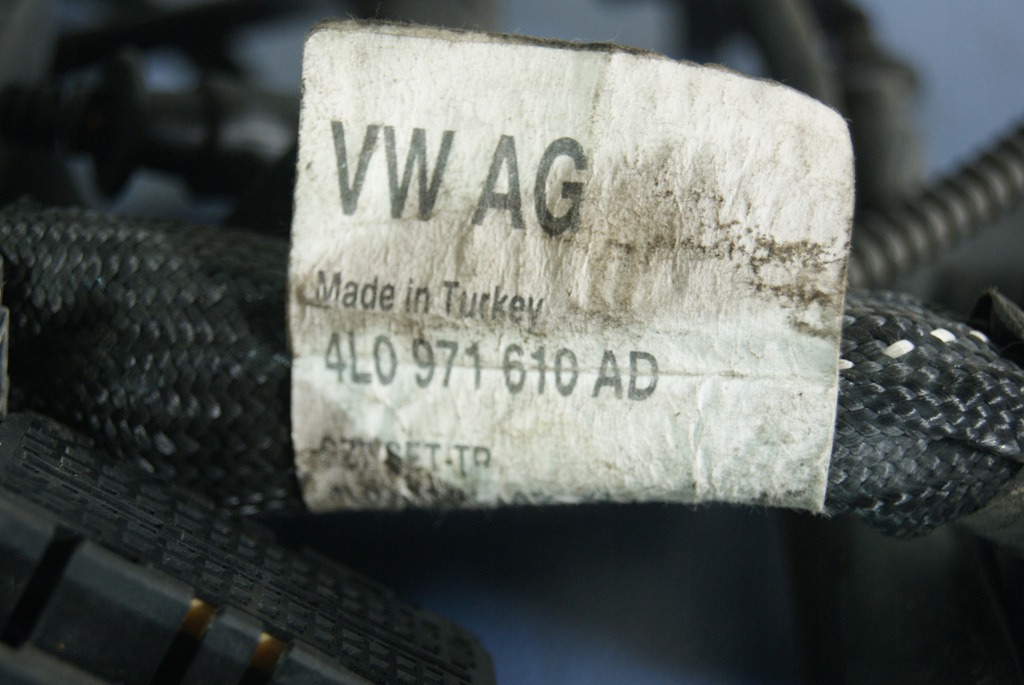 VW AG
Made in Turkey
4L0 971 610 AD